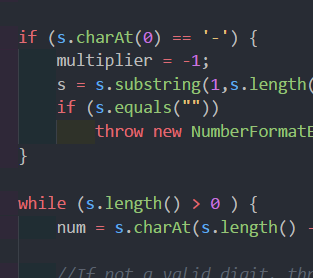 if (s.charAt(0) == '-') {
multiplier = -1;
s = s.substring(1,s.length(
if (s.equals(""))
throw new NumberFormatE
}
while (s.length() > 0 ) {
num = s.charAt(s.length() -
//If not a valid digit, thr